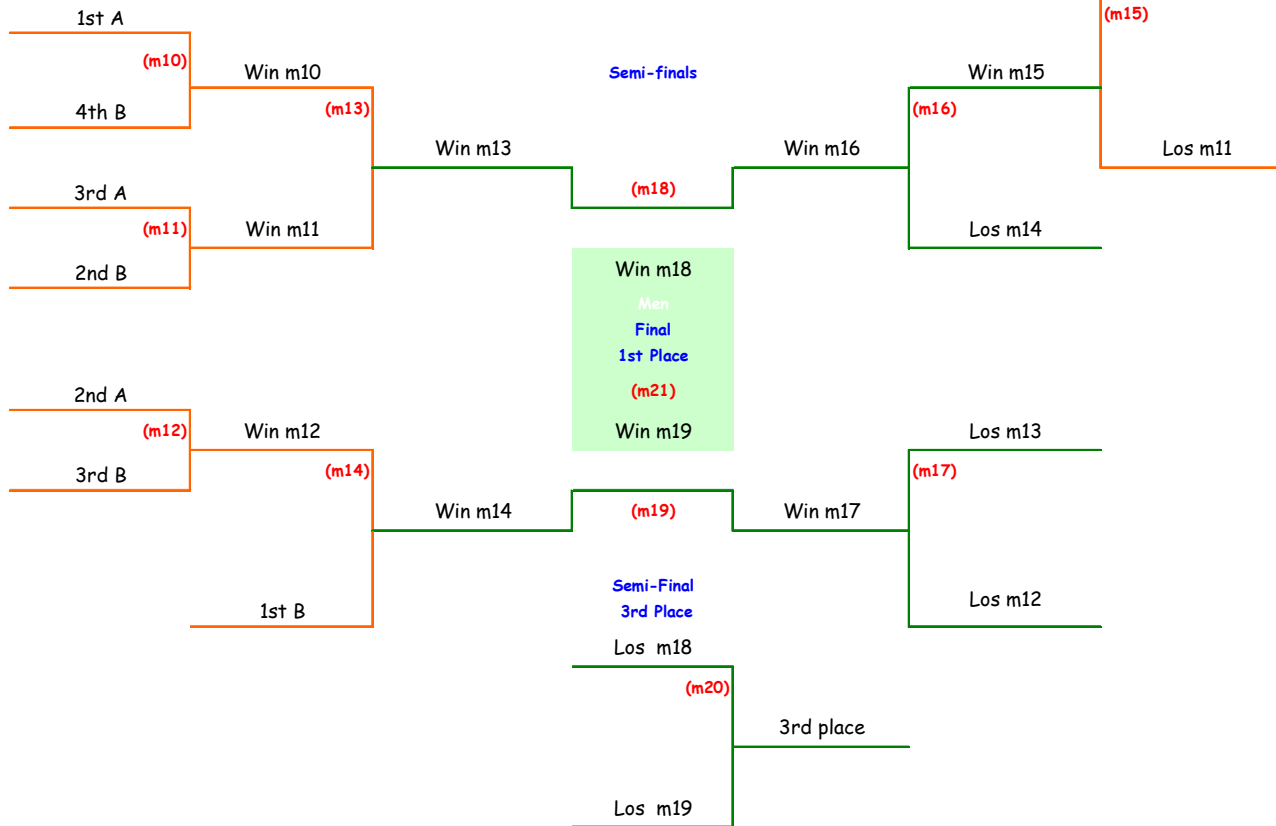 1st A
(m15)
(m10)
Win m10
Semi-finals
Win m15
4th B
(m13)
(m16)
Win m13
Win m16
Los m11
3rd A
(m18)
(m11)
Win m11
Los m14
2nd B
Win m18
Men
Final
1st Place
2nd A
(m21)
(m12)
Win m12
Win m19
Los m13
3rd B
(m14)
(m17)
Win m14
(m19)
Win m17
Semi-Final
3rd Place
1st B
Los m12
Los m18
(m20)
3rd place
Los m19